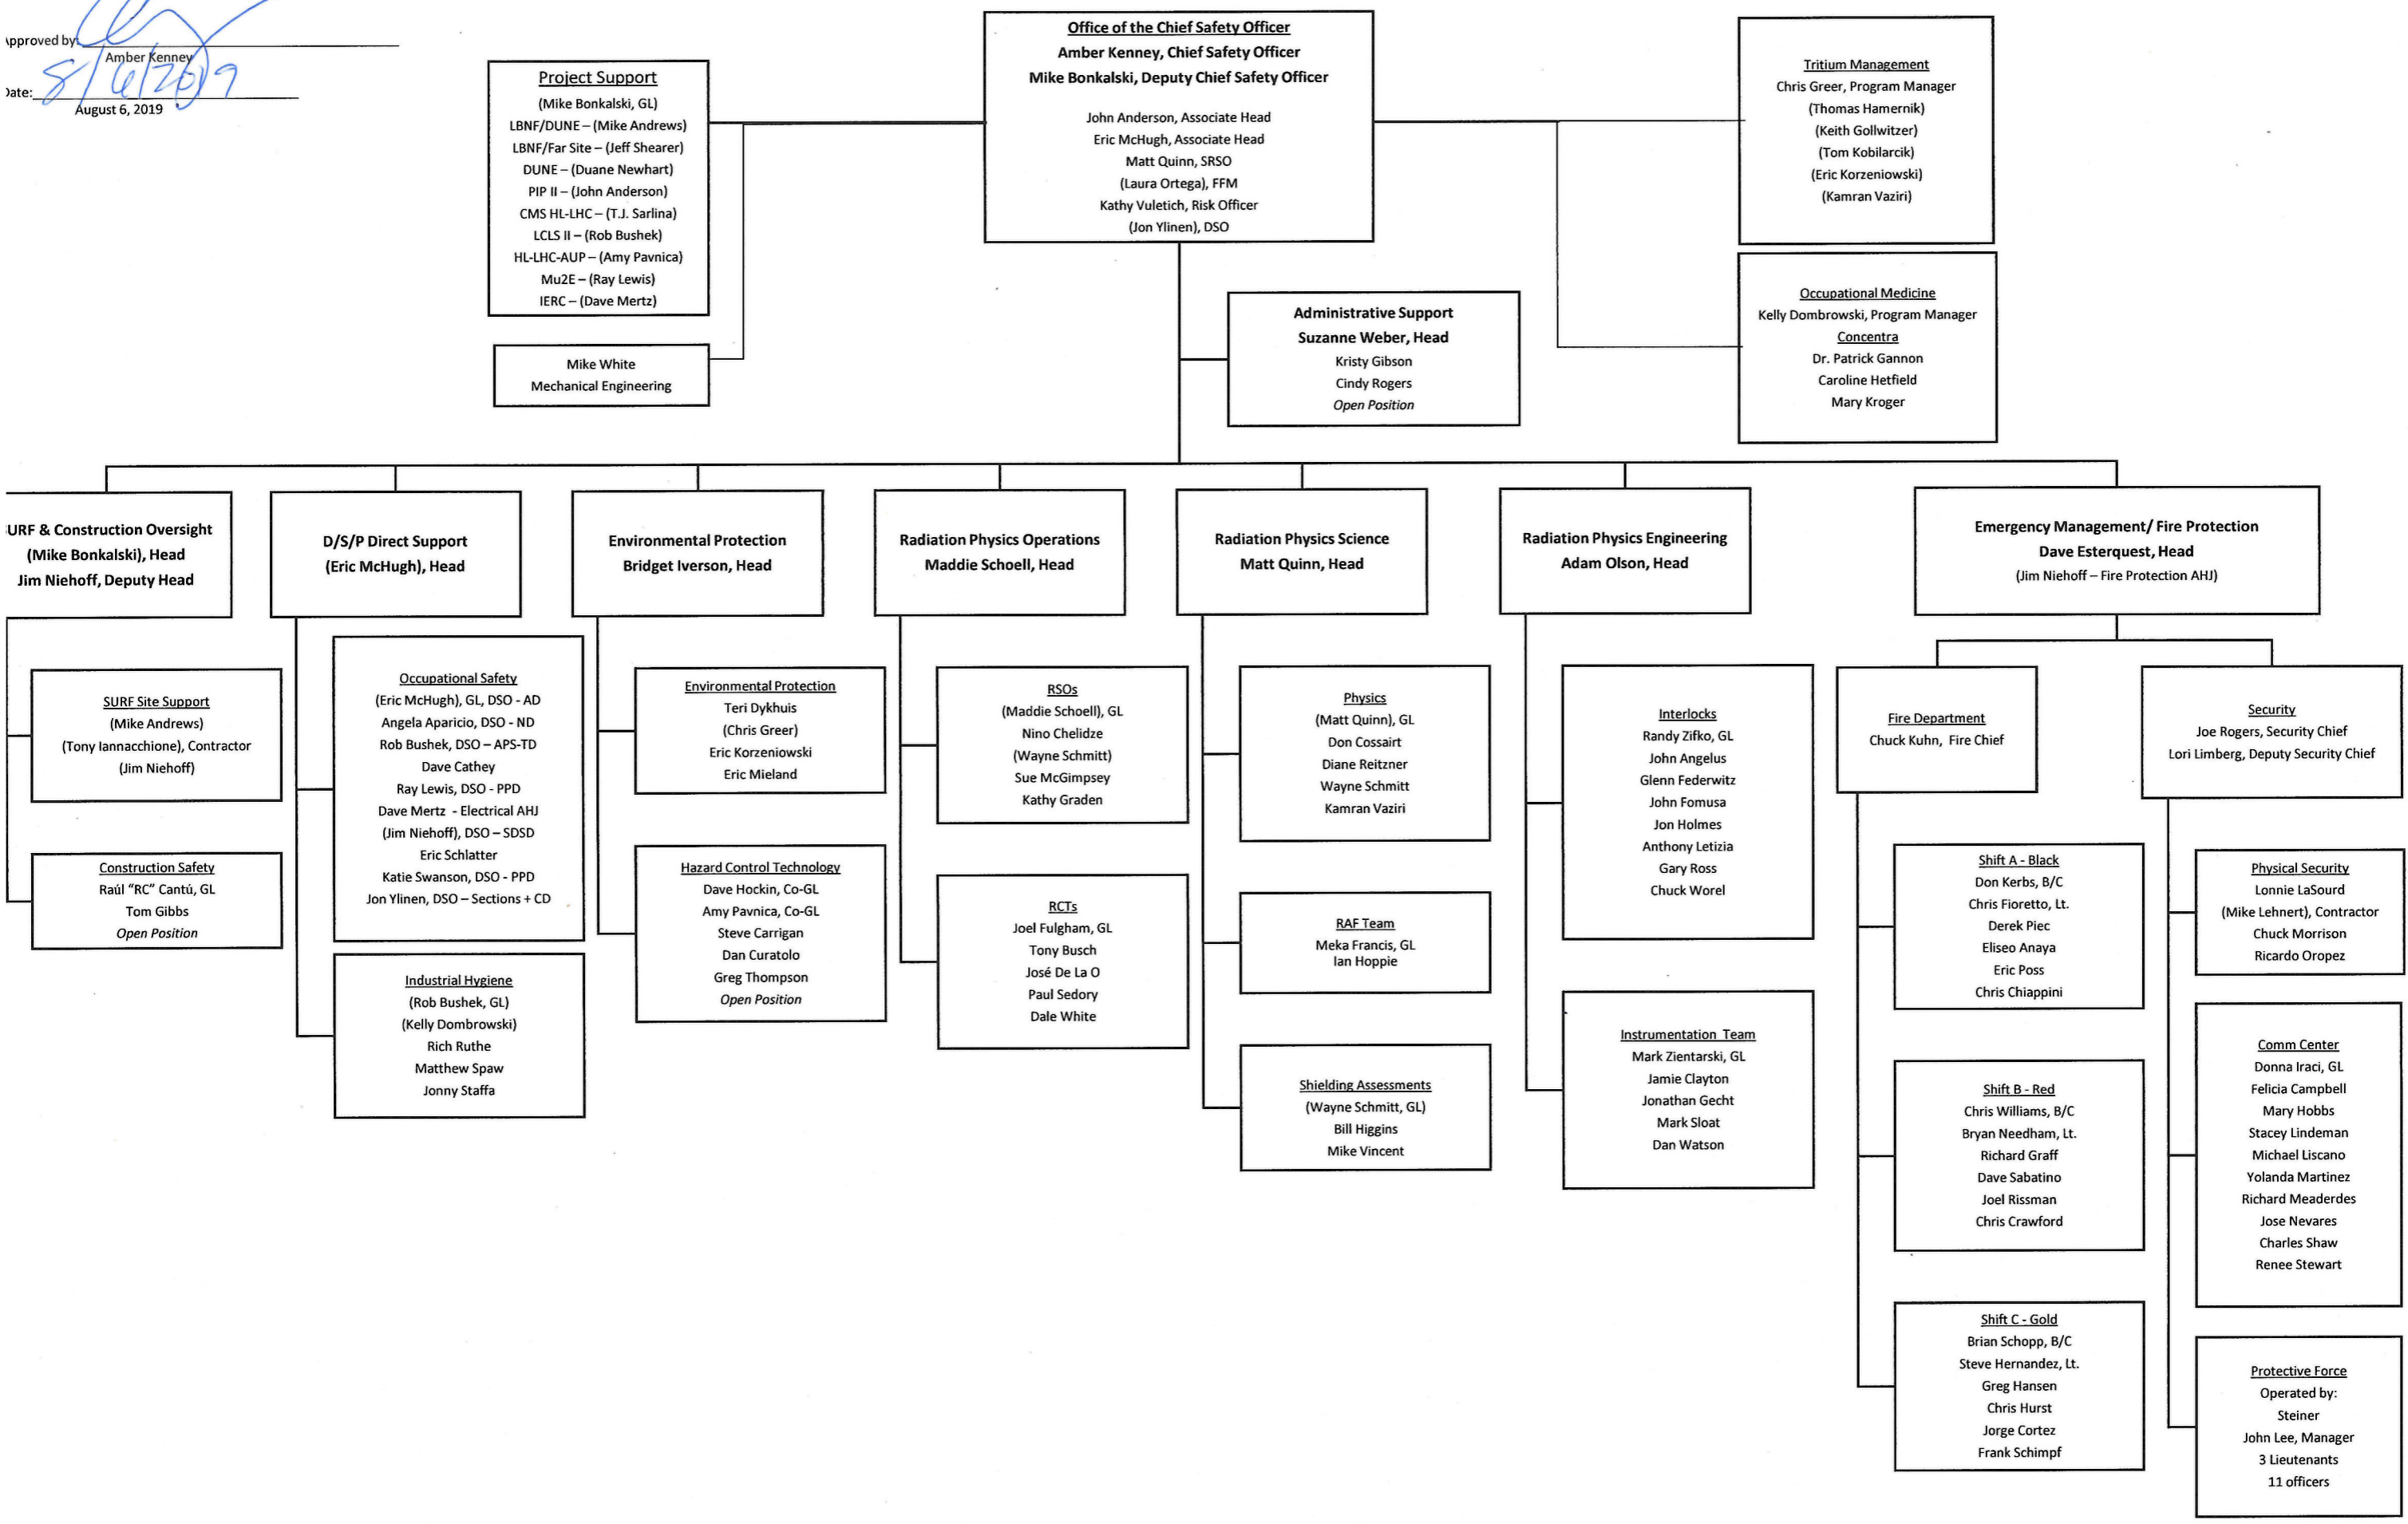 Approved by:
Amber Kenney
Date: 8/6/2019
August 6, 2019
Office of the Chief Safety Officer
Amber Kenney, Chief Safety Officer
Mike Bonkalski, Deputy Chief Safety Officer
John Anderson, Associate Head
Eric McHugh, Associate Head
Matt Quinn, SRSO
(Laura Ortega), FFM
Kathy Vuletich, Risk Officer
(Jon Ylinen), DSO
Project Support
(Mike Bonkalski, GL)
LBNF/DUNE – (Mike Andrews)
LBNF/Far Site – (Jeff Shearer)
DUNE – (Duane Newhart)
PIP II – (John Anderson)
CMS HL-LHC – (T.J. Sarlina)
LCLS II – (Rob Bushek)
HL-LHC-AUP – (Amy Pavnica)
Mu2E – (Ray Lewis)
IERC – (Dave Mertz)
Mike White
Mechanical Engineering
Tritium Management
Chris Greer, Program Manager
(Thomas Hamernik)
(Keith Gollwitzer)
(Tom Kobilarcik)
(Eric Korzeniowski)
(Kamran Vaziri)
Occupational Medicine
Kelly Dombrowski, Program Manager
Concentra
Dr. Patrick Gannon
Caroline Hetfield
Mary Kroger
Administrative Support
Suzanne Weber, Head
Kristy Gibson
Cindy Rogers
Open Position
SURF & Construction Oversight
(Mike Bonkalski), Head
Jim Niehoff, Deputy Head
SURF Site Support
(Mike Andrews)
(Tony Iannacchione), Contractor
(Jim Niehoff)
Construction Safety
Raúl "RC" Cantú, GL
Tom Gibbs
Open Position
D/S/P Direct Support
(Eric McHugh), Head
Occupational Safety
(Eric McHugh), GL, DSO - AD
Angela Aparicio, DSO - ND
Rob Bushek, DSO – APS-TD
Dave Cathey
Ray Lewis, DSO - PPD
Dave Mertz - Electrical AHJ
(Jim Niehoff), DSO – SDSD
Eric Schlatter
Katie Swanson, DSO - PPD
Jon Ylinen, DSO – Sections + CD
Industrial Hygiene
(Rob Bushek, GL)
(Kelly Dombrowski)
Rich Ruthe
Matthew Spaw
Jonny Staffa
Environmental Protection
Bridget Iverson, Head
Environmental Protection
Teri Dykhuis
(Chris Greer)
Eric Korzeniowski
Eric Mieland
Hazard Control Technology
Dave Hockin, Co-GL
Amy Pavnica, Co-GL
Steve Carrigan
Dan Curatolo
Greg Thompson
Open Position
Radiation Physics Operations
Maddie Schoell, Head
RSOs
(Maddie Schoell), GL
Nino Chelidze
(Wayne Schmitt)
Sue McGimpsey
Kathy Graden
RCTs
Joel Fulgham, GL
Tony Busch
José De La O
Paul Sedory
Dale White
Radiation Physics Science
Matt Quinn, Head
Physics
(Matt Quinn), GL
Don Cossairt
Diane Reitzner
Wayne Schmitt
Kamran Vaziri
RAF Team
Meka Francis, GL
Ian Hoppie
Shielding Assessments
(Wayne Schmitt, GL)
Bill Higgins
Mike Vincent
Radiation Physics Engineering
Adam Olson, Head
Interlocks
Randy Zifko, GL
John Angelus
Glenn Federwitz
John Fomusa
Jon Holmes
Anthony Letizia
Gary Ross
Chuck Worel
Instrumentation Team
Mark Zientarski, GL
Jamie Clayton
Jonathan Gecht
Mark Sloat
Dan Watson
Emergency Management/ Fire Protection
Dave Esterquest, Head
(Jim Niehoff – Fire Protection AHJ)
Fire Department
Chuck Kuhn, Fire Chief
Shift A - Black
Don Kerbs, B/C
Chris Fioretto, Lt.
Derek Piec
Eliseo Anaya
Eric Poss
Chris Chiappini
Shift B - Red
Chris Williams, B/C
Bryan Needham, Lt.
Richard Graff
Dave Sabatino
Joel Rissman
Chris Crawford
Shift C - Gold
Brian Schopp, B/C
Steve Hernandez, Lt.
Greg Hansen
Chris Hurst
Jorge Cortez
Frank Schimpf
Security
Joe Rogers, Security Chief
Lori Limberg, Deputy Security Chief
Physical Security
Lonnie LaSourd
(Mike Lehnert), Contractor
Chuck Morrison
Ricardo Oropez
Comm Center
Donna Iraci, GL
Felicia Campbell
Mary Hobbs
Stacey Lindeman
Michael Liscano
Yolanda Martinez
Richard Meaderdes
Jose Nevares
Charles Shaw
Renee Stewart
Protective Force
Operated by:
Steiner
John Lee, Manager
3 Lieutenants
11 officers